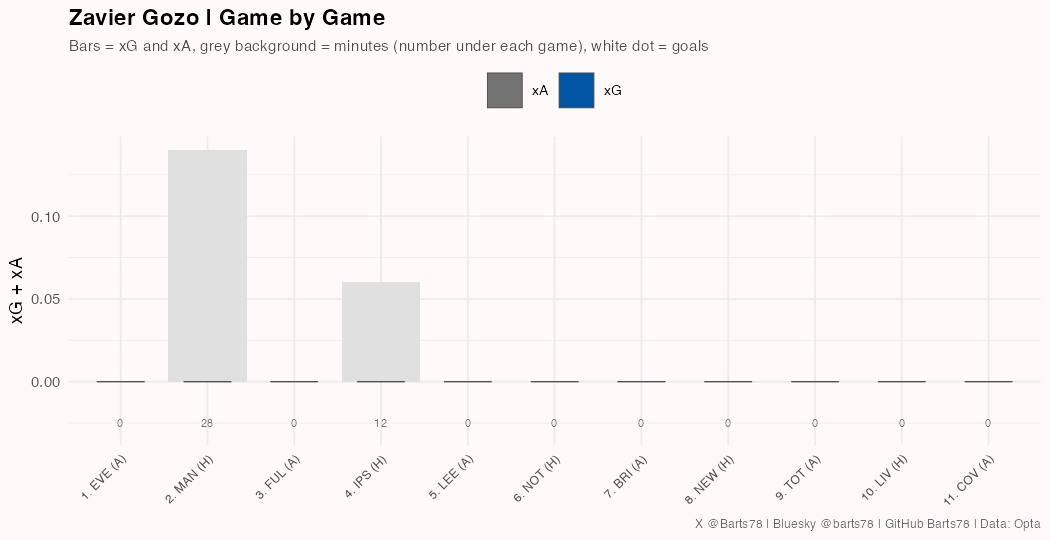 Zavier Gozo | Game by Game
Bars = xG and xA, grey background = minutes (number under each game), white dot = goals
xA xG
xG + xA
0.10
0.05
0.00
0 28 0 12 0 0 0 0 0 0 0
1. EVE (A) 2. MAN (H) 3. FUL (A) 4. IPS (H) 5. LEE (A) 6. NOT (H) 7. BRI (A) 8. NEW (H) 9. TOT (A) 10. LIV (H) 11. COV (A)
X @Barts78 | Bluesky @barts78 | GitHub Barts78 | Data: Opta